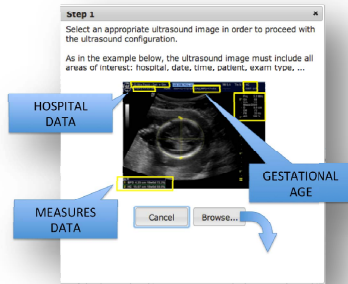 Step 1 ×
Select an appropriate ultrasound image in order to proceed with
the ultrasound configuration.
As in the example below, the ultrasound image must include all
areas of interest: hospital, date, time, patient, exam type, ...
HOSPITAL
DATA
GESTATIONAL
AGE
MEASURES
DATA
Cancel Browse...